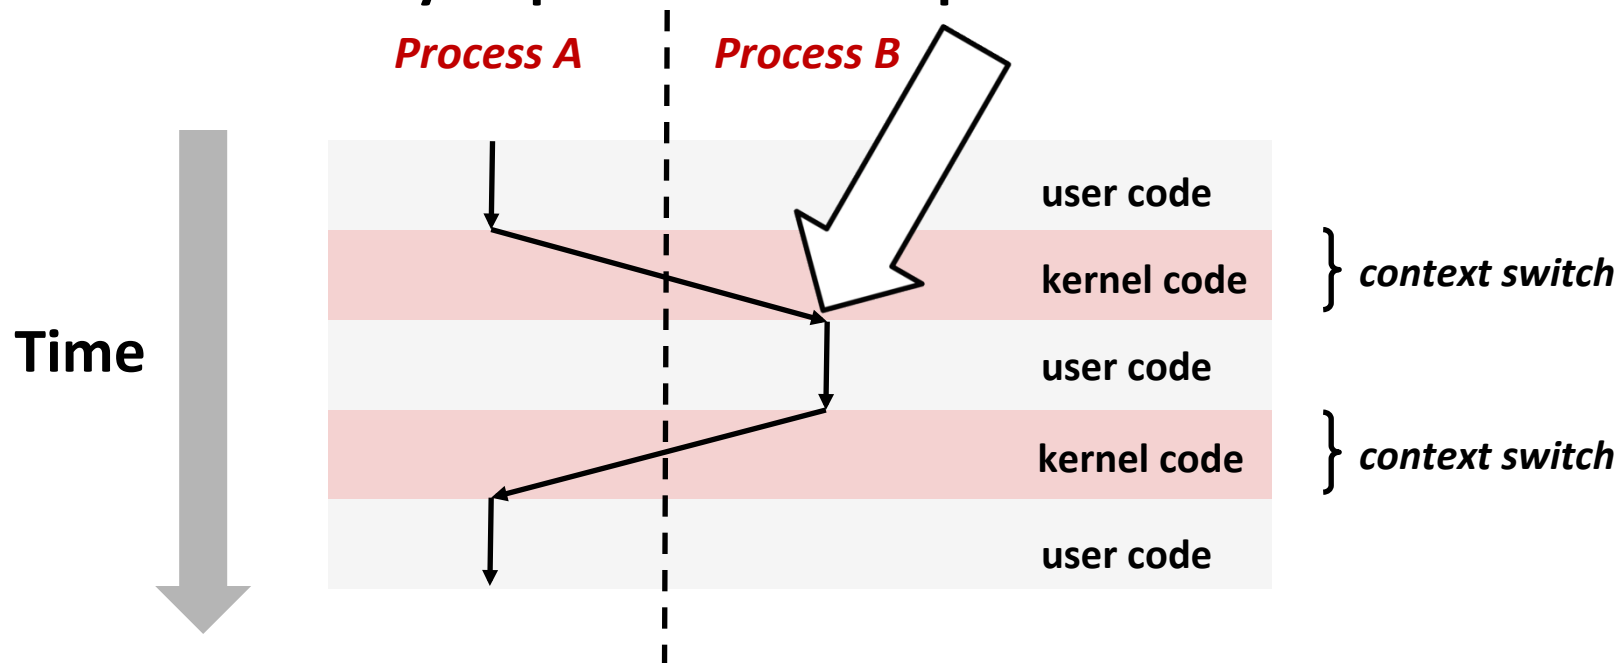 Process A
Process B
user code
kernel code
context switch
Time
user code
kernel code
context switch
user code